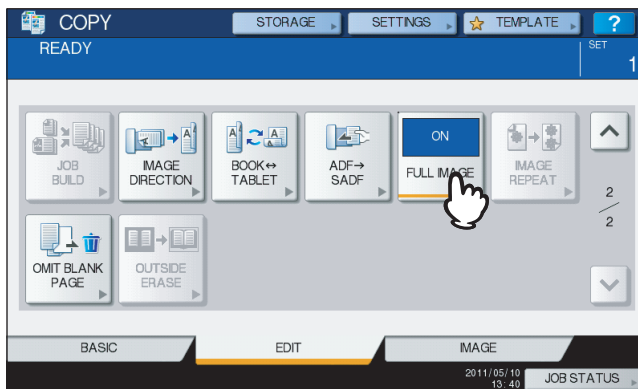 COPY
STORAGE
SETTINGS
TEMPLATE
?
READY
SET
1
JOB
BUILD
IMAGE
DIRECTION
BOOK↔
TABLET
ADF→
SADF
ON
FULL IMAGE
IMAGE
REPEAT
2
2
OMIT BLANK
PAGE
OUTSIDE
ERASE
BASIC
EDIT
IMAGE
2011/05/10
13:40
JOB STATUS